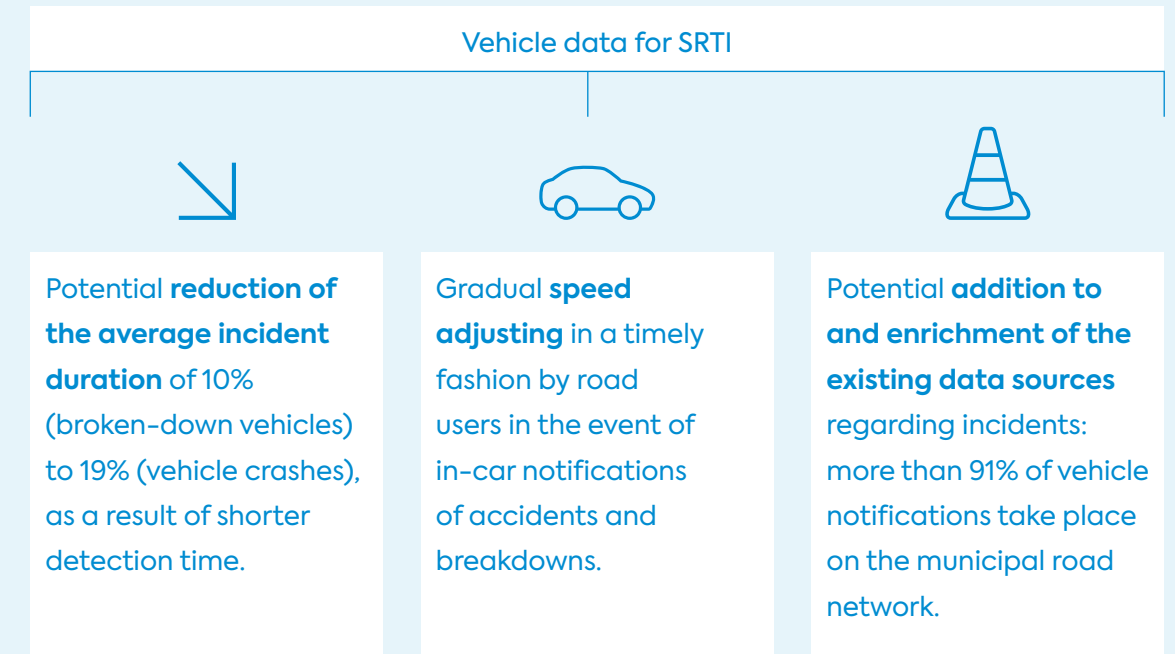 Vehicle data for SRTI
Potential reduction of
the average incident
duration of 10%
(broken-down vehicles)
to 19% (vehicle crashes),
as a result of shorter
detection time.
Gradual speed
adjusting in a timely
fashion by road
users in the event of
in-car notifications
of accidents and
breakdowns.
Potential addition to
and enrichment of the
existing data sources
regarding incidents:
more than 91% of vehicle
notifications take place
on the municipal road
network.